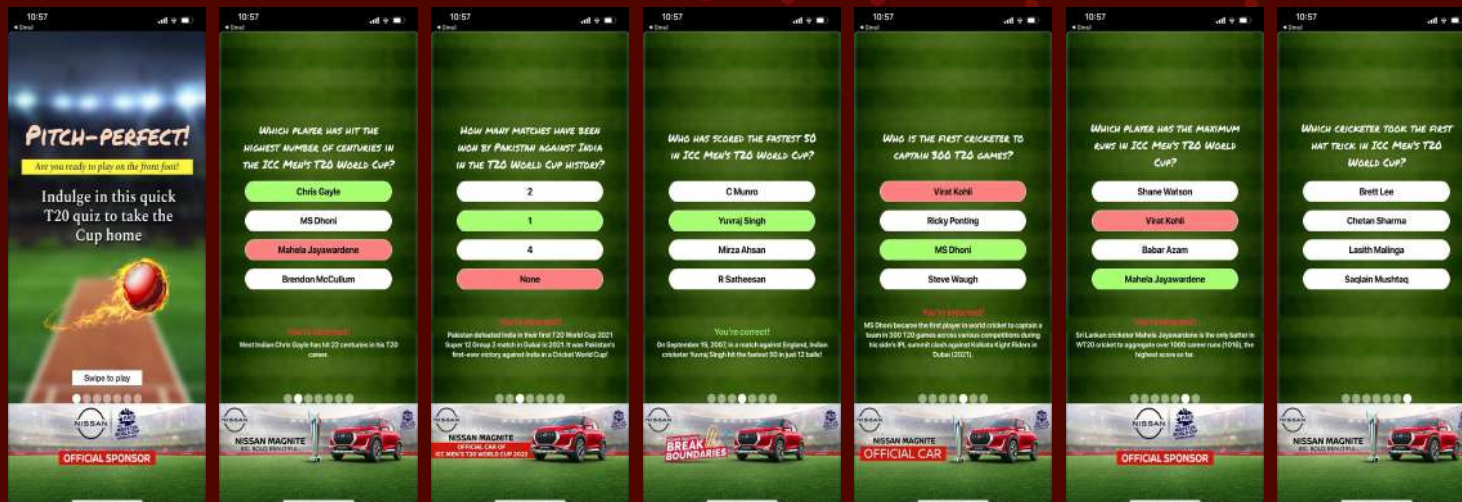 10:57
Gmail
PITCH-PERFECT!
Are you ready to play on the front foot?
Indulge in this quick
T20 quiz to take the
Cup home
Swipe to play
NISSAN
OFFICIAL SPONSOR
10:57
Gmail
WHICH PLAYER HAS HIT THE
HIGHEST NUMBER OF CENTURIES IN
THE ICC MEN'S T20 WORLD CUP?
Chris Gayle
MS Dhoni
Mahela Jayawardene
Brendon McCullum
You're incorrect!
West Indian Chris Gayle has hit 22 centuries in his T20
career.
NISSAN
NISSAN MAGNITE
BIG. BOLD. BEAUTIFUL.
10:57
Gmail
HOW MANY MATCHES HAVE BEEN
WON BY PAKISTAN AGAINST INDIA
IN THE T20 WORLD CUP HISTORY?
2
1
4
None
You're incorrect!
Pakistan defeated India in their first T20 World Cup 2021
Super 12 Group 2 match in Dubai in 2021. It was Pakistan's
first-ever victory against India in a Cricket World Cup!
NISSAN
NISSAN MAGNITE
OFFICIAL CAR OF
ICC MEN'S T20 WORLD CUP 2022
10:57
Gmail
WHO HAS SCORED THE FASTEST 50
IN ICC MEN'S T20 WORLD CUP?
C Munro
Yuvraj Singh
Mirza Ahsan
R Satheesan
You're correct!
On September 19, 2007, in a match against England, Indian
cricketer Yuvraj Singh hit the fastest 50 in just 12 balls!
NISSAN
BREAK
BOUNDARIES
10:57
Gmail
WHO IS THE FIRST CRICKETER TO
CAPTAIN 300 T20 GAMES?
Virat Kohli
Ricky Ponting
MS Dhoni
Steve Waugh
You're incorrect!
MS Dhoni became the first player in world cricket to captain a
team in 300 T20 games across various competitions during
his side's IPL summit clash against Kolkata Kight Riders in
Dubai (2021).
NISSAN
NISSAN MAGNITE
OFFICIAL CAR
10:57
Gmail
WHICH PLAYER HAS THE MAXIMUM
RUNS IN ICC MEN'S T20 WORLD
CUP?
Shane Watson
Virat Kohli
Babar Azam
Mahela Jayawardene
You're incorrect!
Sri Lankan cricketer Mahela Jayawardene is the only batter in
WT20 cricket to aggregate over 1000 career runs (1016), the
highest score so far.
NISSAN
OFFICIAL SPONSOR
10:57
Gmail
WHICH CRICKETER TOOK THE FIRST
HAT TRICK IN ICC MEN'S T20
WORLD CUP?
Brett Lee
Chetan Sharma
Lasith Malinga
Saqlain Mushtaq
NISSAN
NISSAN MAGNITE
BIG. BOLD. BEAUTIFUL.